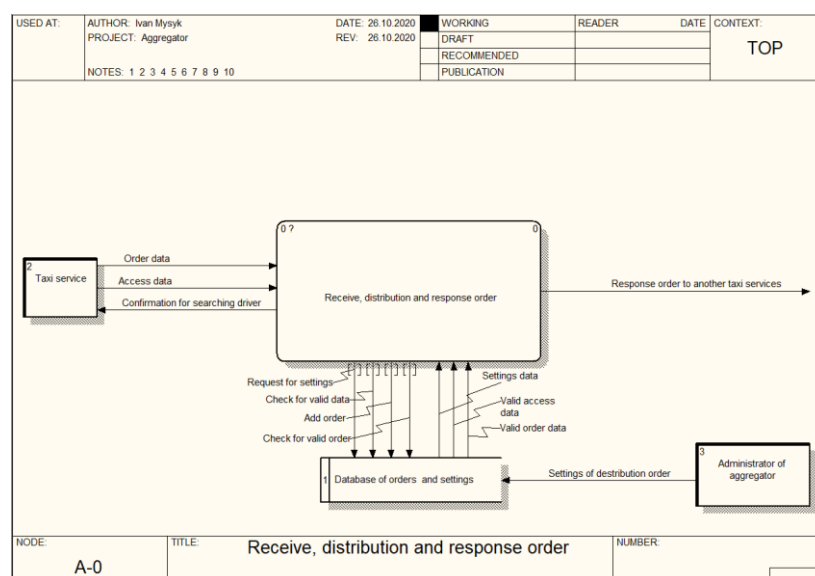 USED AT:
AUTHOR: Ivan Mysyk
DATE: 26.10.2020
WORKING
READER
DATE
CONTEXT:
PROJECT: Aggregator
REV: 26.10.2020
DRAFT
TOP
RECOMMENDED
NOTES: 1 2 3 4 5 6 7 8 9 10
PUBLICATION
0 ?
0
2
Taxi service
Order data
Access data
Confirmation for searching driver
Receive, distribution and response order
Response order to another taxi services
Request for settings
Check for valid data
Add order
Check for valid order
Settings data
Valid access
data
Valid order data
1
Database of orders and settings
Settings of destribution order
3
Administrator of
aggregator
NODE:
A-0
TITLE:
Receive, distribution and response order
NUMBER: